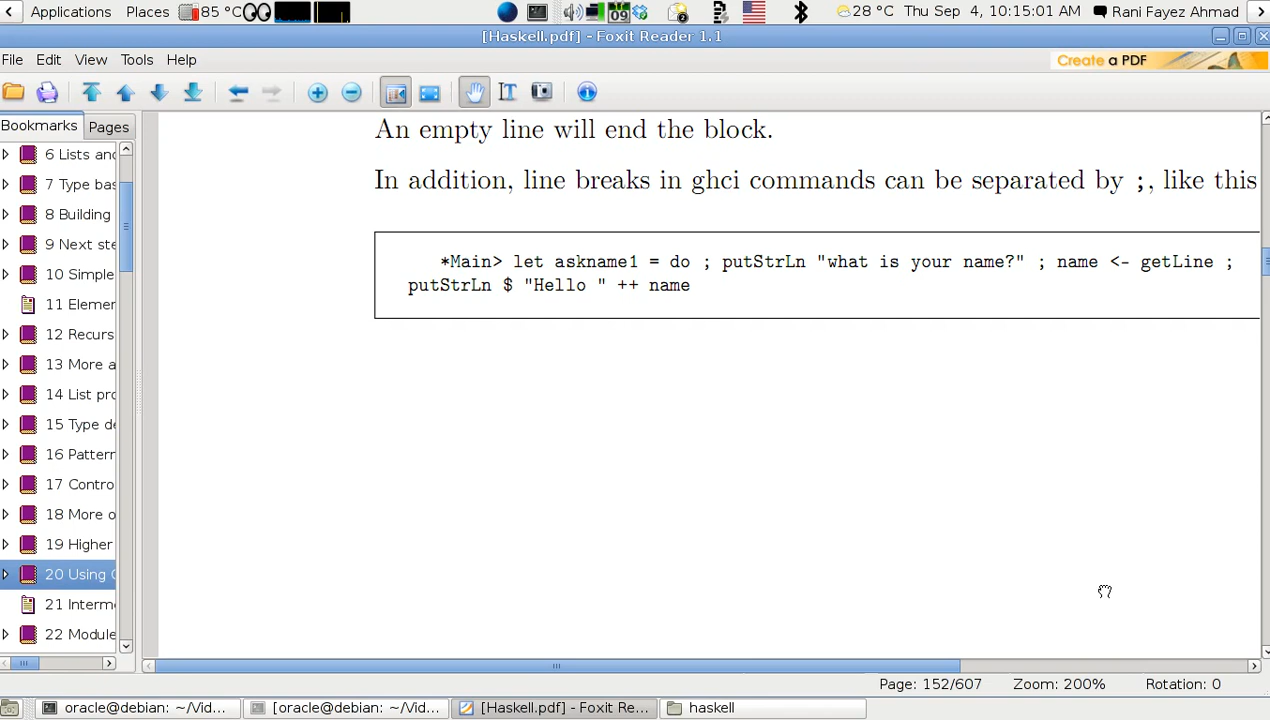 Applications Places 85 °C 09 28 °C Thu Sep 4, 10:15:01 AM Rani Fayez Ahmad
[Haskell.pdf] - Foxit Reader 1.1
File Edit View Tools Help
Create a PDF
Bookmarks Pages
6 Lists and
7 Type bas
8 Building
9 Next ste
10 Simple
11 Elemen
12 Recurs
13 More a
14 List pro
15 Type de
16 Pattern
17 Contro
18 More o
19 Higher
20 Using
21 Interm
22 Module
An empty line will end the block.
In addition, line breaks in ghci commands can be separated by ;, like this
*Main> let askname1 = do ; putStrLn "what is your name?" ; name <- getLine ;
putStrLn $ "Hello " ++ name
Page: 152/607 Zoom: 200% Rotation: 0
oracle@debian: ~/Vid... [oracle@debian: ~/Vid... [Haskell.pdf] - Foxit Re... haskell